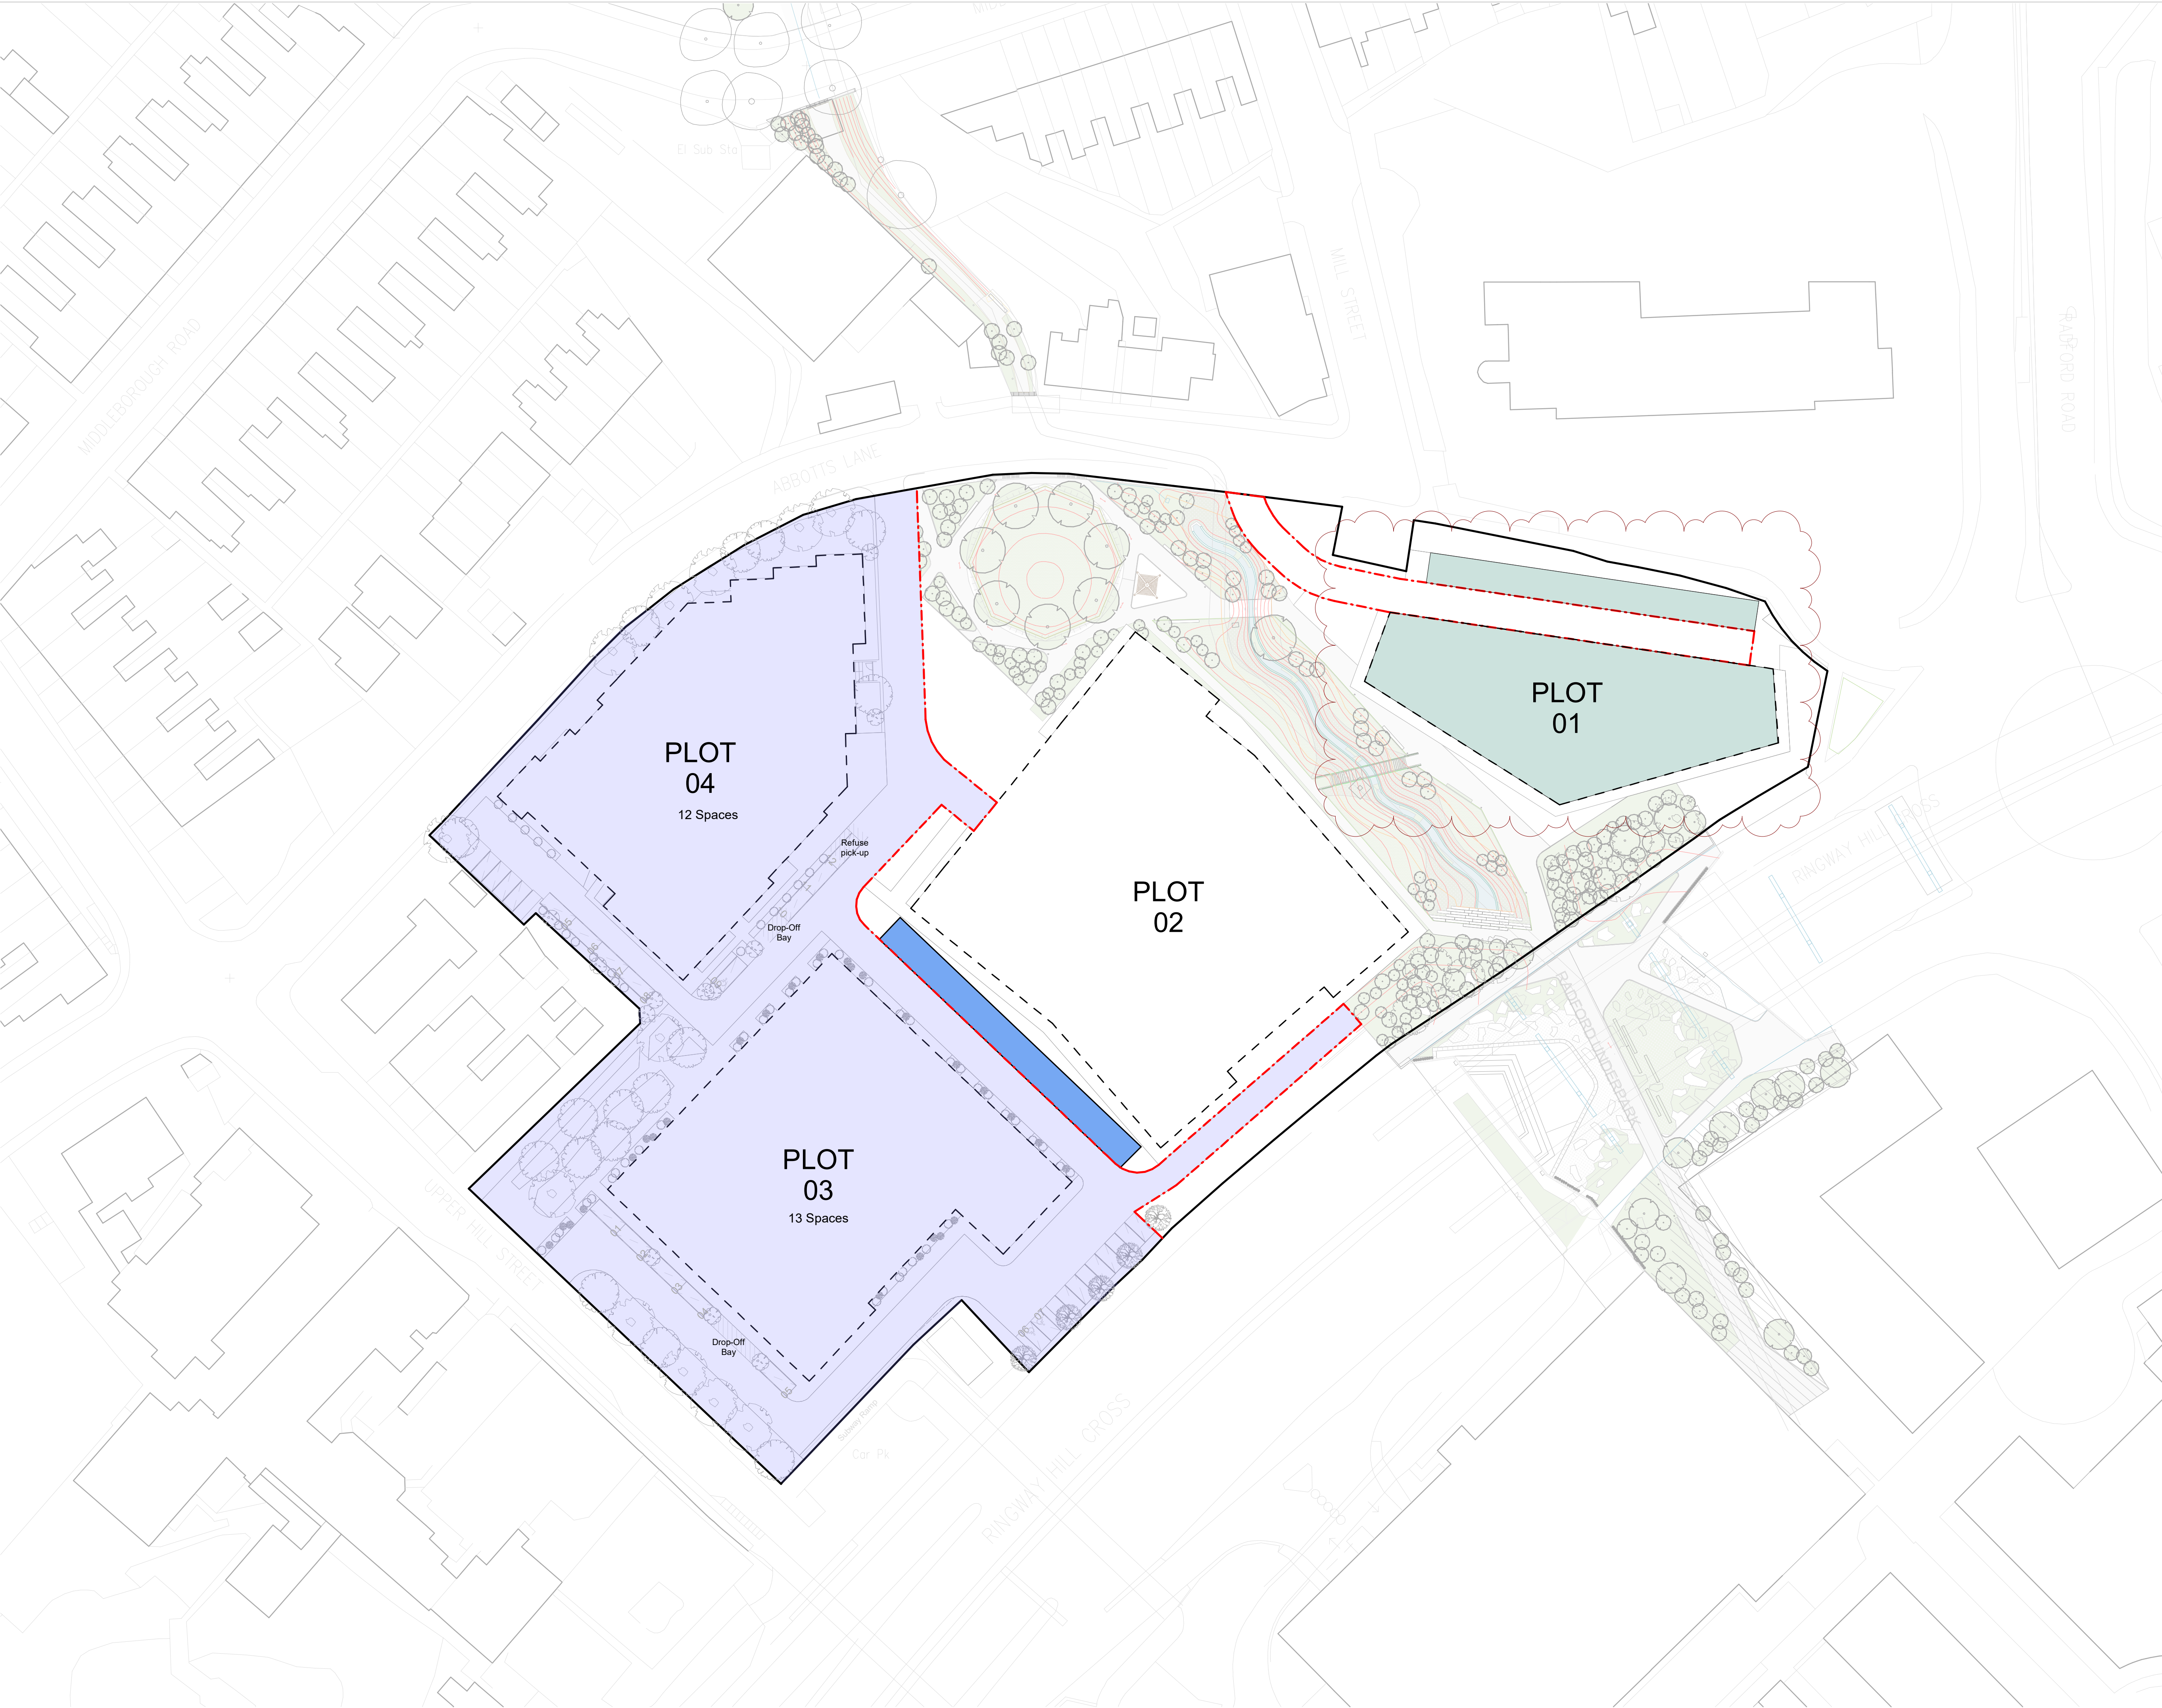 El Sub Sta
MILL STREET
MIDDLEBOROUGH ROAD
RADFORD ROAD
ABBOTTS LANE
PLOT
01
PLOT
04
12 Spaces
RINGWAY HILL CROSS
Refuse
pick-up
PLOT
02
Drop-Off
Bay
RADFORD UNDERPARK
PLOT
03
13 Spaces
UPPER HILL STREET
Drop-Off
Bay
Subway Ramp
Car Pk
RINGWAY HILL CROSS